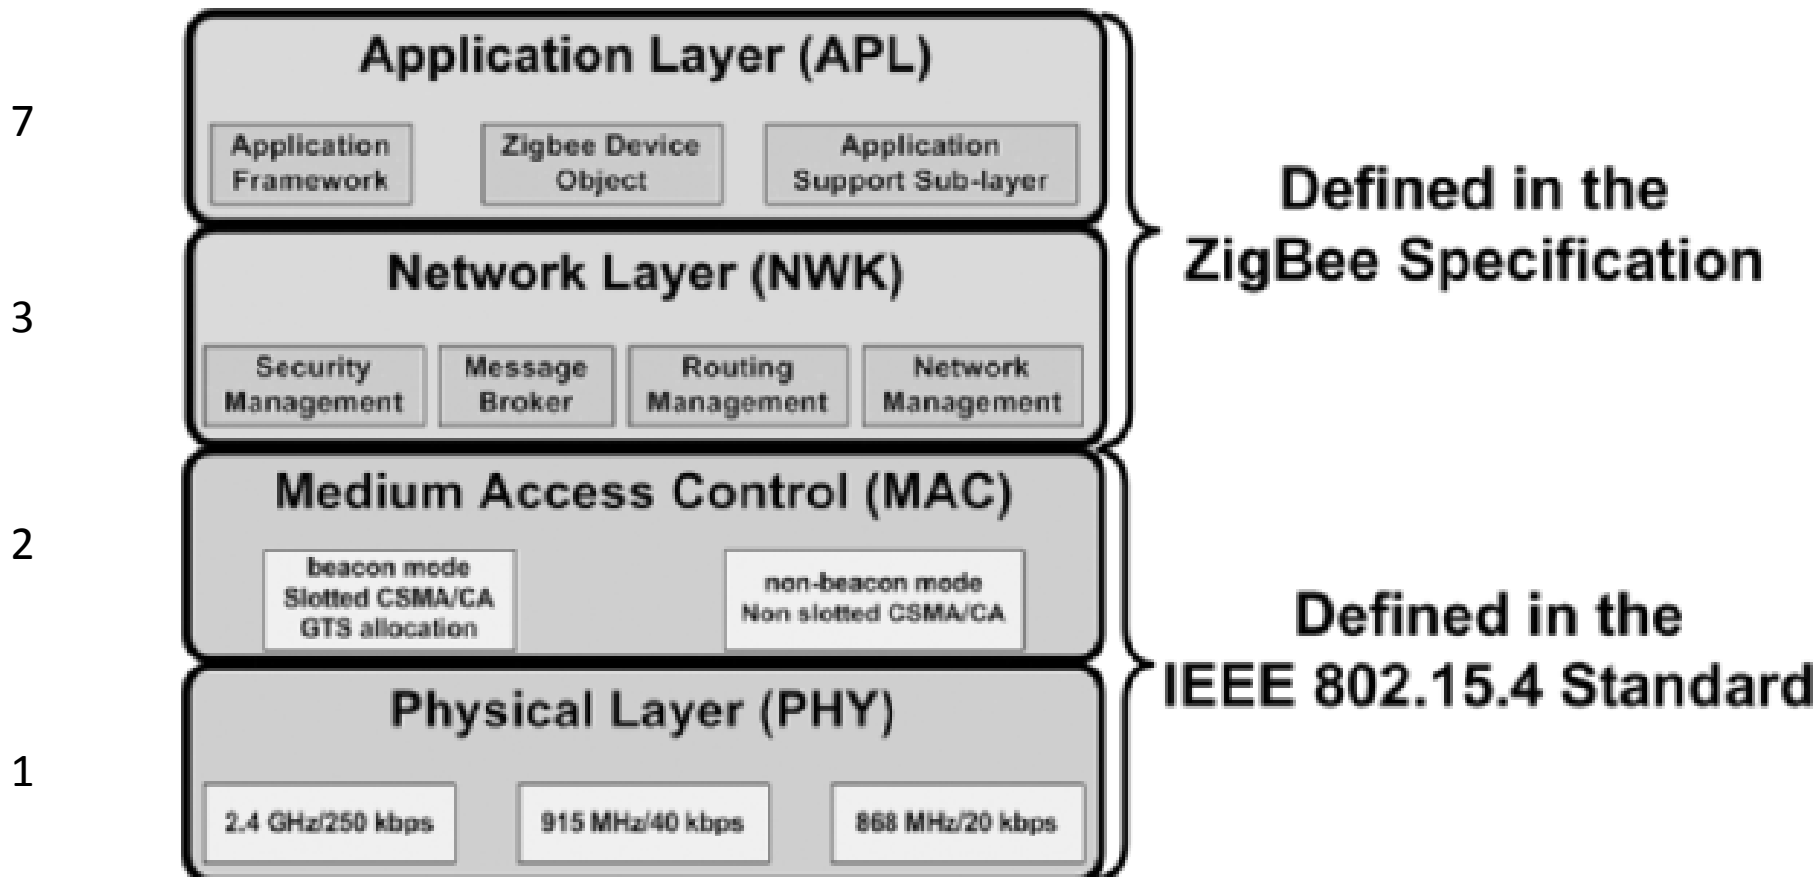 Application Layer (APL)
7
Application
Framework
Zigbee Device
Object
Application
Support Sub-layer
Defined in the
ZigBee Specification
Network Layer (NWK)
3
Security
Management
Message
Broker
Routing
Management
Network
Management
Medium Access Control (MAC)
2
beacon mode
Slotted CSMA/CA
GTS allocation
non-beacon mode
Non slotted CSMA/CA
Defined in the
IEEE 802.15.4 Standard
Physical Layer (PHY)
1
2.4 GHz/250 kbps
915 MHz/40 kbps
868 MHz/20 kbps